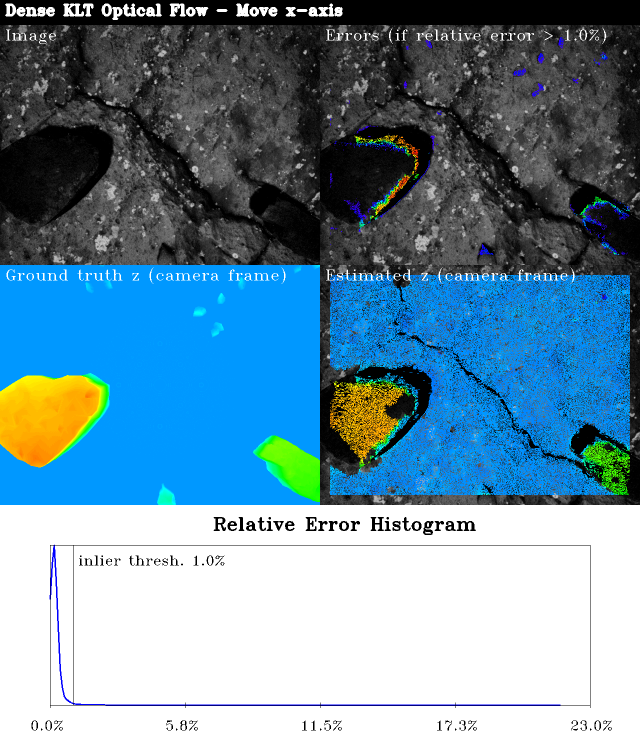 Dense KLT Optical Flow - Move x-axis
Image
Errors (if relative error > 1.0%)
Ground truth z (camera frame)
Estimated z (camera frame)
Relative Error Histogram
inlier thresh. 1.0%
0.0%
5.8%
11.5%
17.3%
23.0%